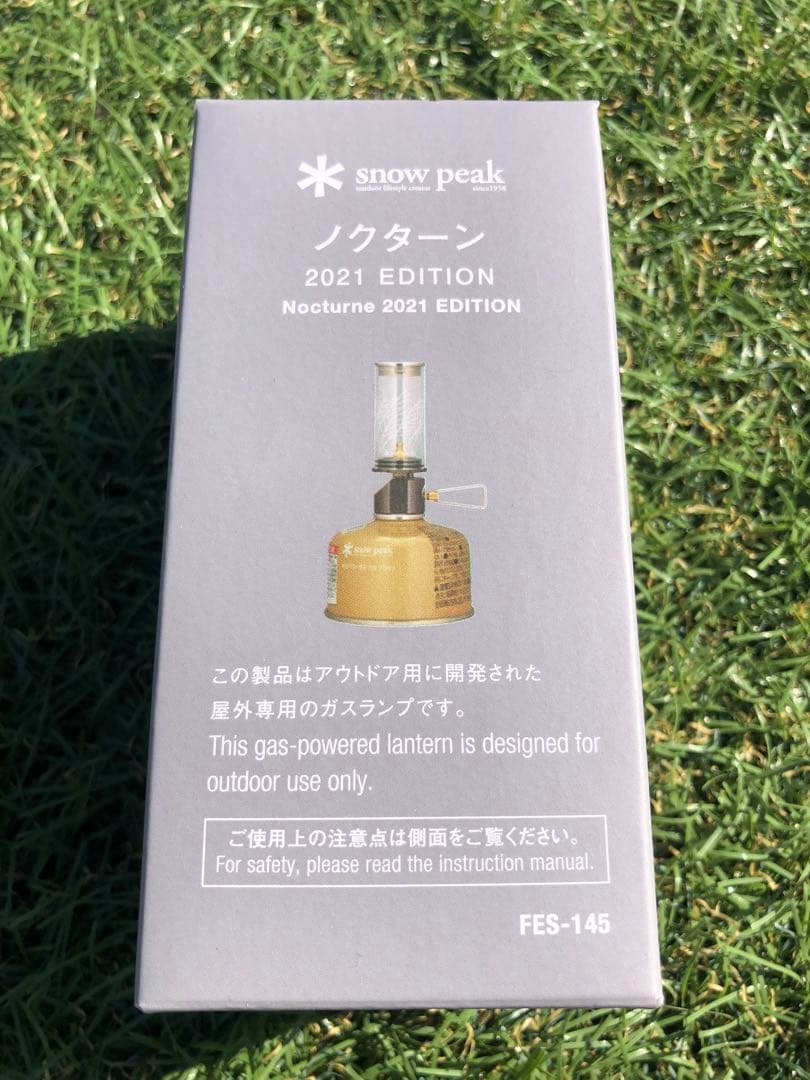 snow peak
outdoor lifestyle creator since1958
ノクターン
2021 EDITION
Nocturne 2021 EDITION
snow peak
この製品はアウトドア用に開発された
屋外専用のガスランプです。
This gas-powered lantern is designed for
outdoor use only.
ご使用上の注意点は側面をご覧ください。
For safety, please read the instruction manual.
FES-145